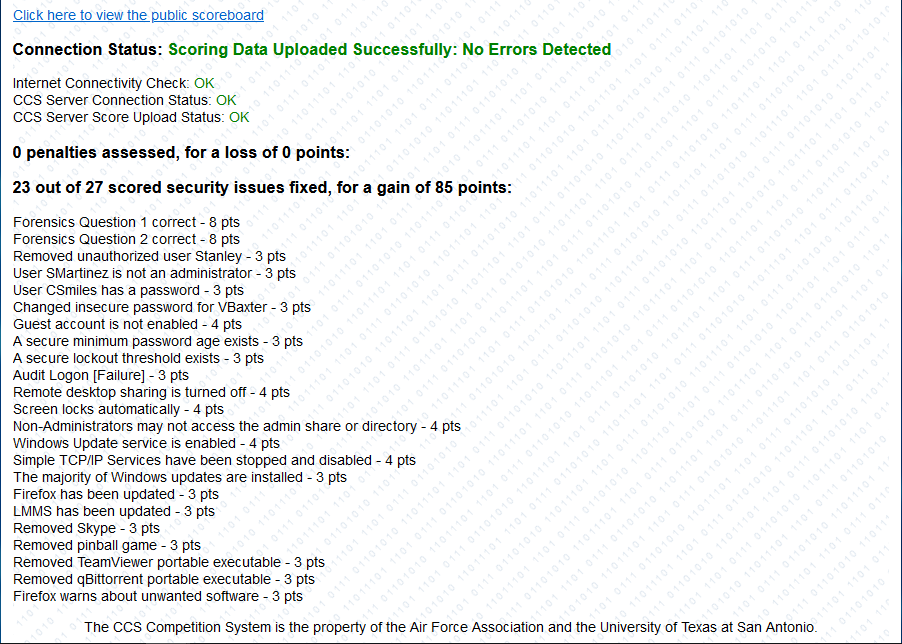 Click here to view the public scoreboard
Connection Status: Scoring Data Uploaded Successfully: No Errors Detected
Internet Connectivity Check: OK
CCS Server Connection Status: OK
CCS Server Score Upload Status: OK
0 penalties assessed, for a loss of 0 points:
23 out of 27 scored security issues fixed, for a gain of 85 points:
Forensics Question 1 correct - 8 pts
Forensics Question 2 correct - 8 pts
Removed unauthorized user Stanley - 3 pts
User SMartinez is not an administrator - 3 pts
User CSmiles has a password - 3 pts
Changed insecure password for VBaxter - 3 pts
Guest account is not enabled - 4 pts
A secure minimum password age exists - 3 pts
A secure lockout threshold exists - 3 pts
Audit Logon [Failure] - 3 pts
Remote desktop sharing is turned off - 4 pts
Screen locks automatically - 4 pts
Non-Administrators may not access the admin share or directory - 4 pts
Windows Update service is enabled - 4 pts
Simple TCP/IP Services have been stopped and disabled - 4 pts
The majority of Windows updates are installed - 3 pts
Firefox has been updated - 3 pts
LMMS has been updated - 3 pts
Removed Skype - 3 pts
Removed pinball game - 3 pts
Removed TeamViewer portable executable - 3 pts
Removed qBittorrent portable executable - 3 pts
Firefox warns about unwanted software - 3 pts
The CCS Competition System is the property of the Air Force Association and the University of Texas at San Antonio.